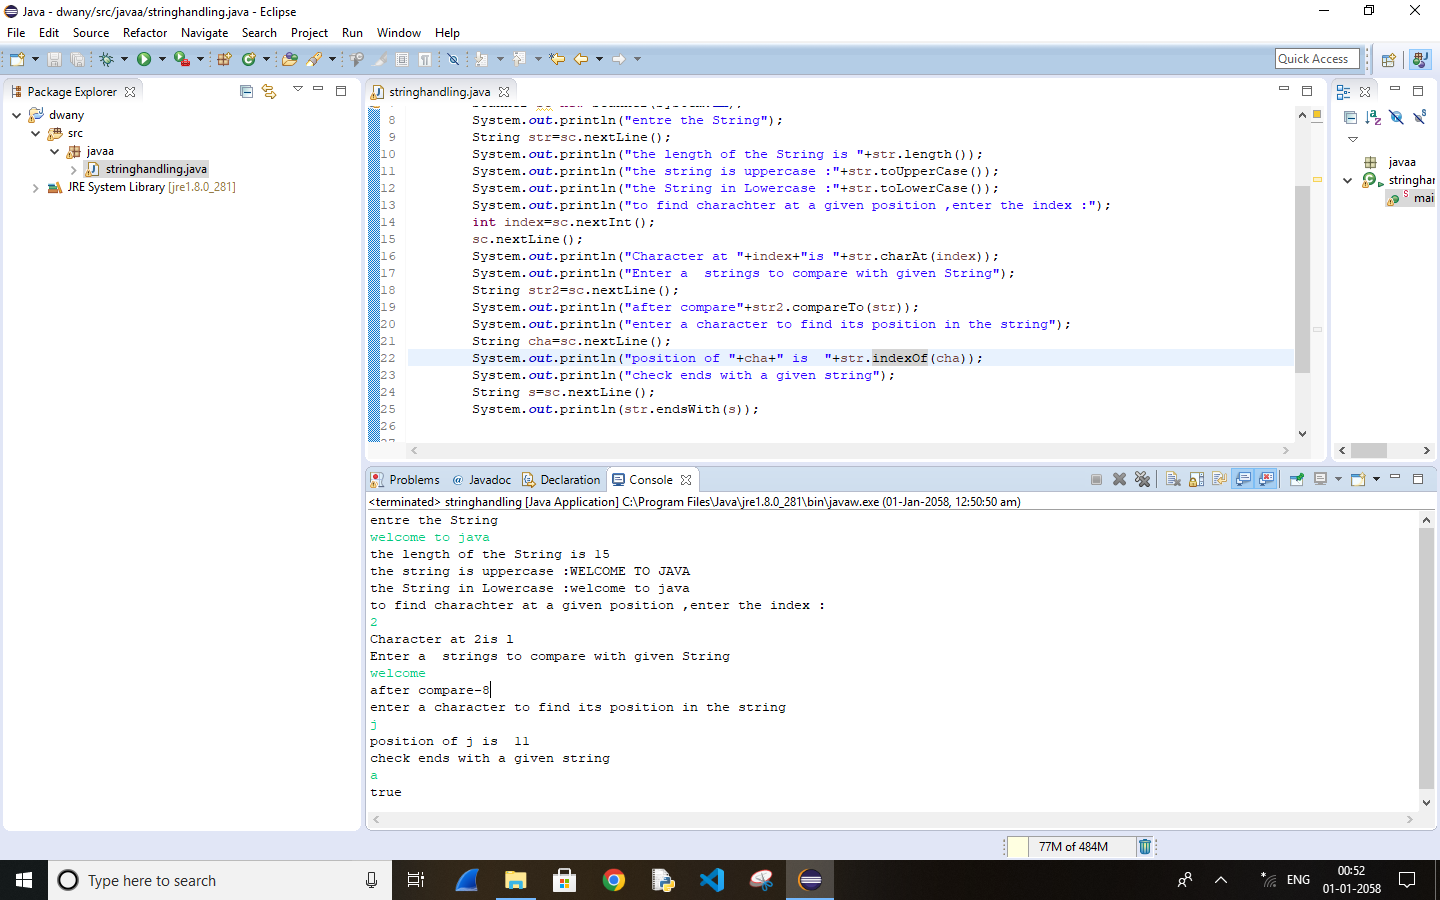 Java - dwany/src/javaa/stringhandling.java - Eclipse
File Edit Source Refactor Navigate Search Project Run Window Help
Quick Access
Package Explorer
dwany
src
javaa
stringhandling.java
JRE System Library [jre1.8.0_281]
stringhandling.java
8 System.out.println("entre the String");
9 String str=sc.nextLine();
10 System.out.println("the length of the String is "+str.length());
11 System.out.println("the string is uppercase :"+str.toUpperCase());
12 System.out.println("the String in Lowercase :"+str.toLowerCase());
13 System.out.println("to find charachter at a given position ,enter the index :");
14 int index=sc.nextInt();
15 sc.nextLine();
16 System.out.println("Character at "+index+"is "+str.charAt(index));
17 System.out.println("Enter a  strings to compare with given String");
18 String str2=sc.nextLine();
19 System.out.println("after compare"+str2.compareTo(str));
20 System.out.println("enter a character to find its position in the string");
21 String cha=sc.nextLine();
22 System.out.println("position of "+cha+" is  "+str.indexOf(cha));
23 System.out.println("check ends with a given string");
24 String s=sc.nextLine();
25 System.out.println(str.endsWith(s));
26
javaa
stringhar
mai
Problems @ Javadoc Declaration Console
<terminated> stringhandling [Java Application] C:\Program Files\Java\jre1.8.0_281\bin\javaw.exe (01-Jan-2058, 12:50:50 am)
entre the String
welcome to java
the length of the String is 15
the string is uppercase :WELCOME TO JAVA
the String in Lowercase :welcome to java
to find charachter at a given position ,enter the index :
2
Character at 2is l
Enter a  strings to compare with given String
welcome
after compare-8
enter a character to find its position in the string
j
position of j is  11
check ends with a given string
a
true
77M of 484M
Type here to search
ENG
00:52
01-01-2058